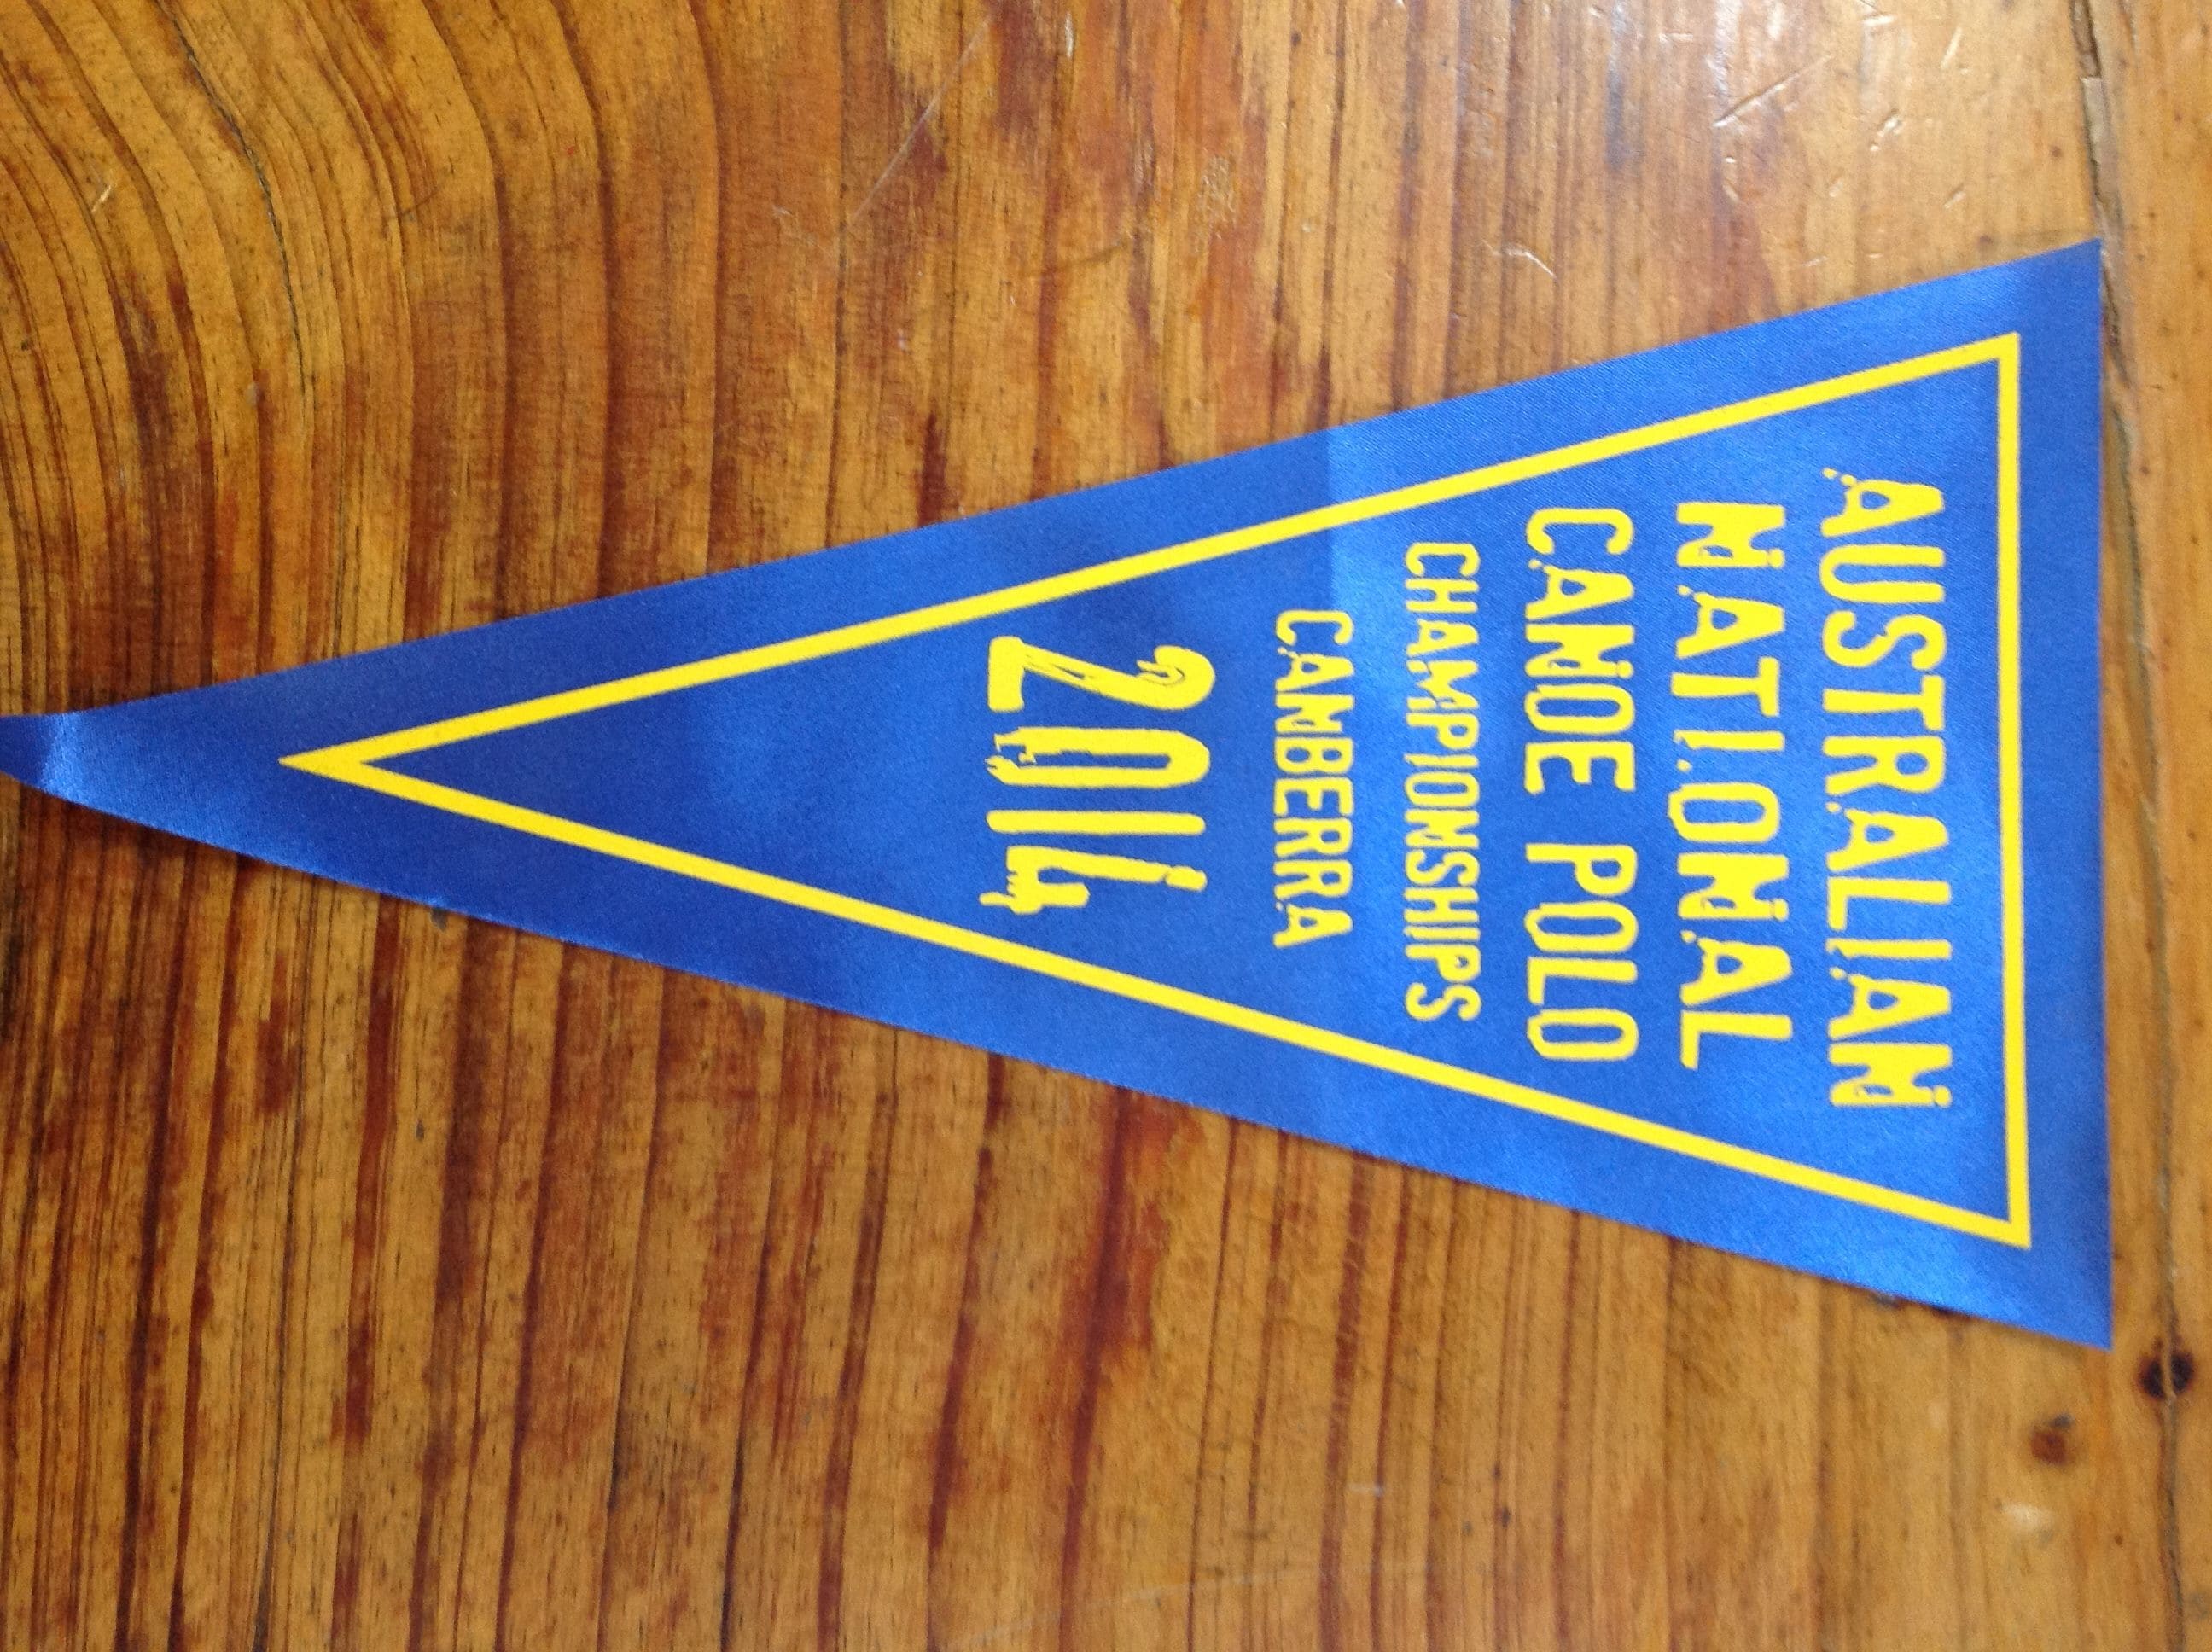 AUSTRALIAN
NATIONAL
CANOE POLO
CHAMPIONSHIPS
CANBERRA
2014